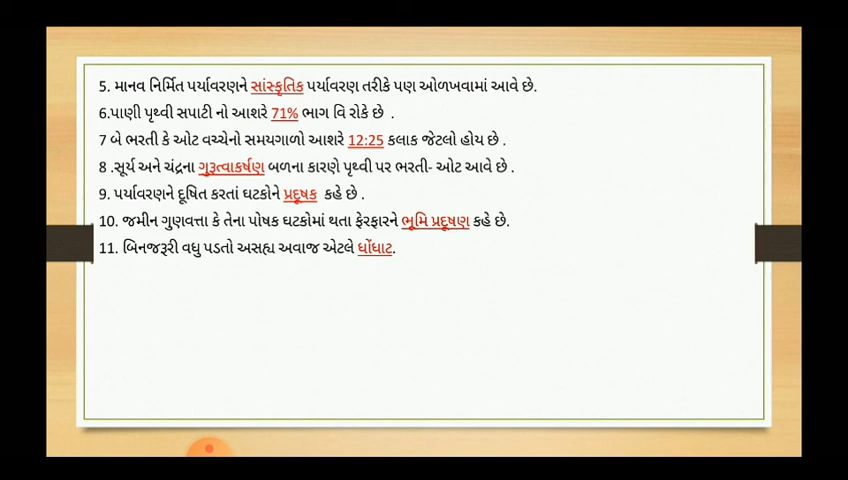 5. માનવ નિર્મિત પર્યાવરણને સાંસ્કૃતિક પર્યાવરણ તરીકે પણ ઓળખવામાં આવે છે.
6.પાણી પૃથ્વી સપાટી નો આશરે 71% ભાગ વિ રોકે છે .
7 બે ભરતી કે ઓટ વચ્ચેનો સમયગાળો આશરે 12:25 કલાક જેટલો હોય છે .
8 .સૂર્ય અને ચંદ્રના ગુરૂત્વાકર્ષણ બળના કારણે પૃથ્વી પર ભરતી- ઓટ આવે છે .
9. પર્યાવરણને દૂષિત કરતાં ઘટકોને પ્રદૂષક કહે છે .
10. જમીન ગુણવત્તા કે તેના પોષક ઘટકોમાં થતા ફેરફારને ભૂમિ પ્રદૂષણ કહે છે.
11. બિનજરૂરી વધુ પડતો અસહ્ય અવાજ એટલે ઘોંઘાટ.